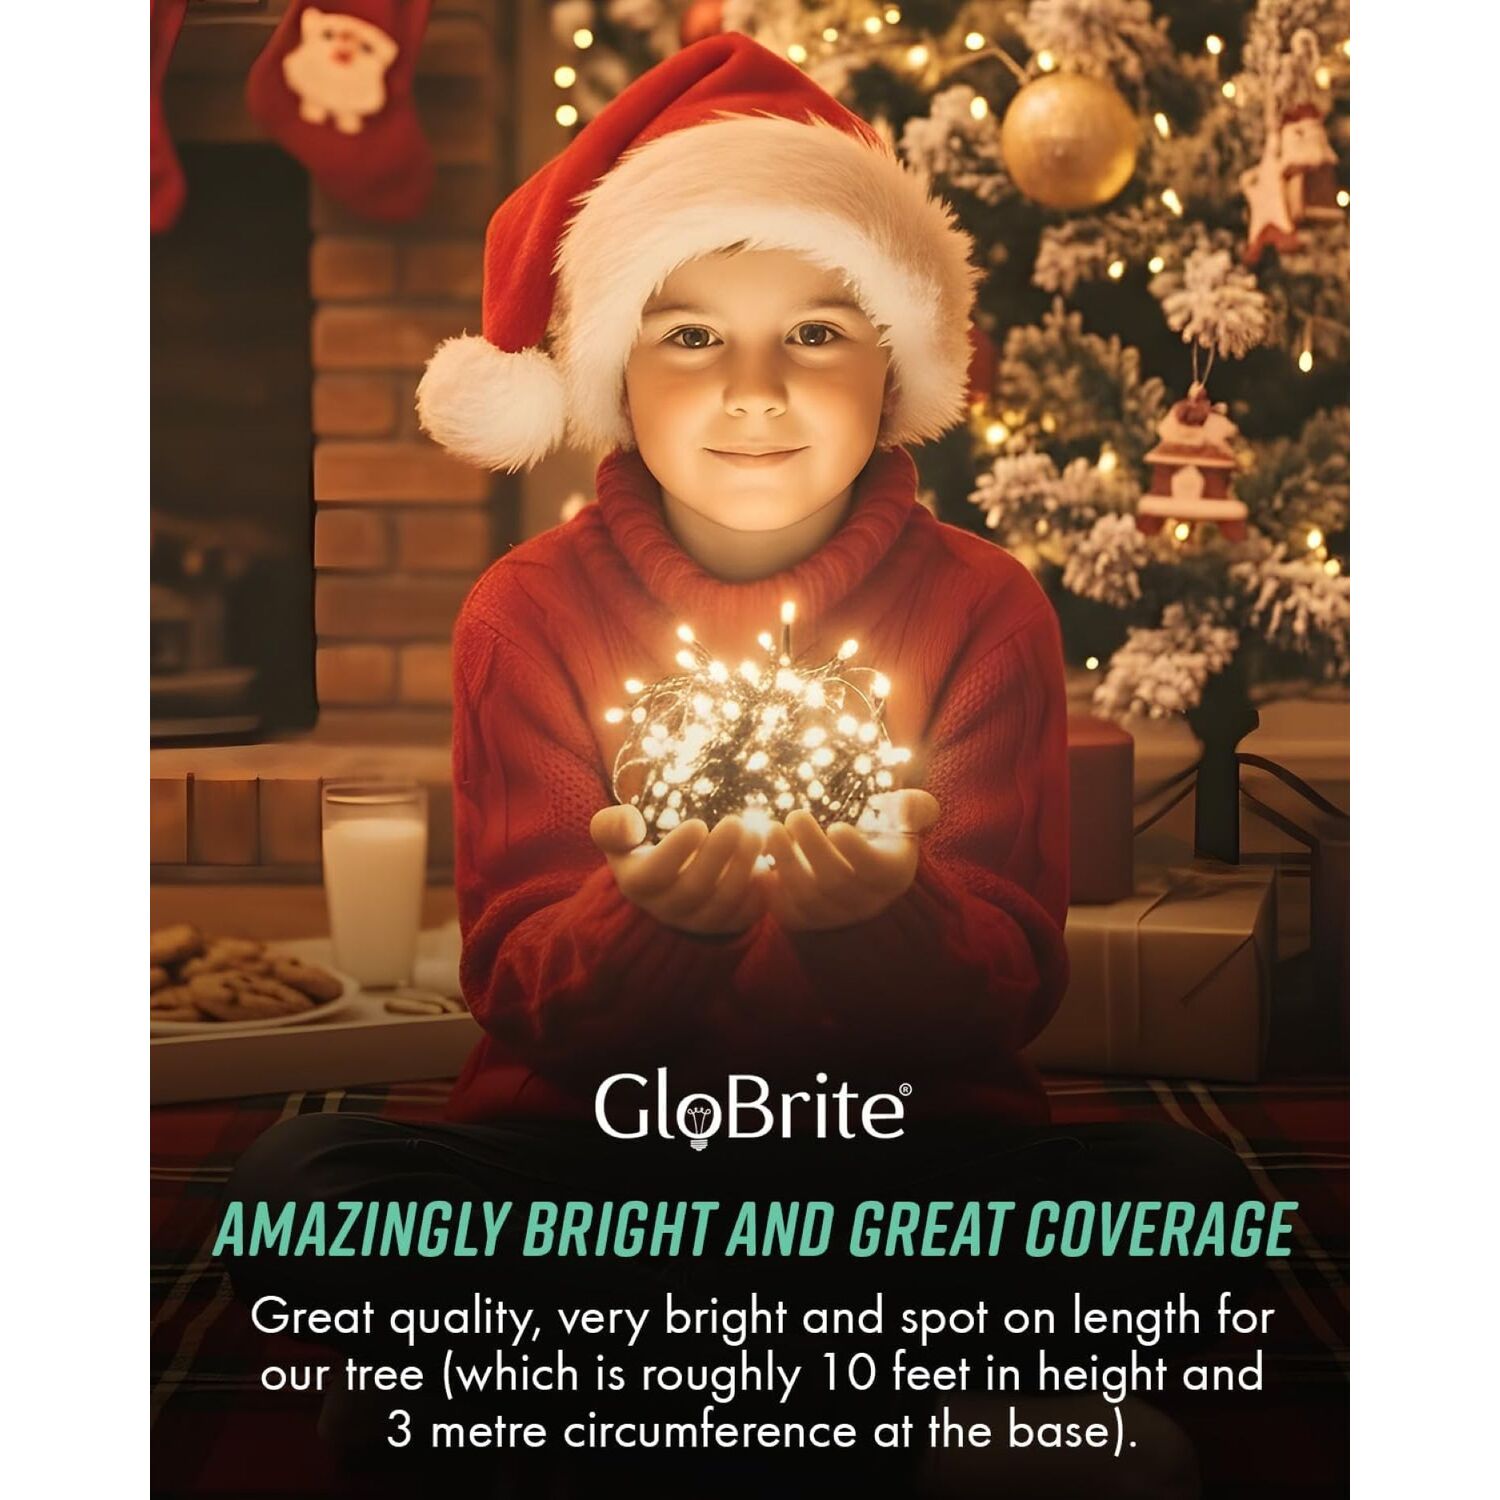 GloBrite®
AMAZINGLY BRIGHT AND GREAT COVERAGE
Great quality, very bright and spot on length for
our tree (which is roughly 10 feet in height and
3 metre circumference at the base).